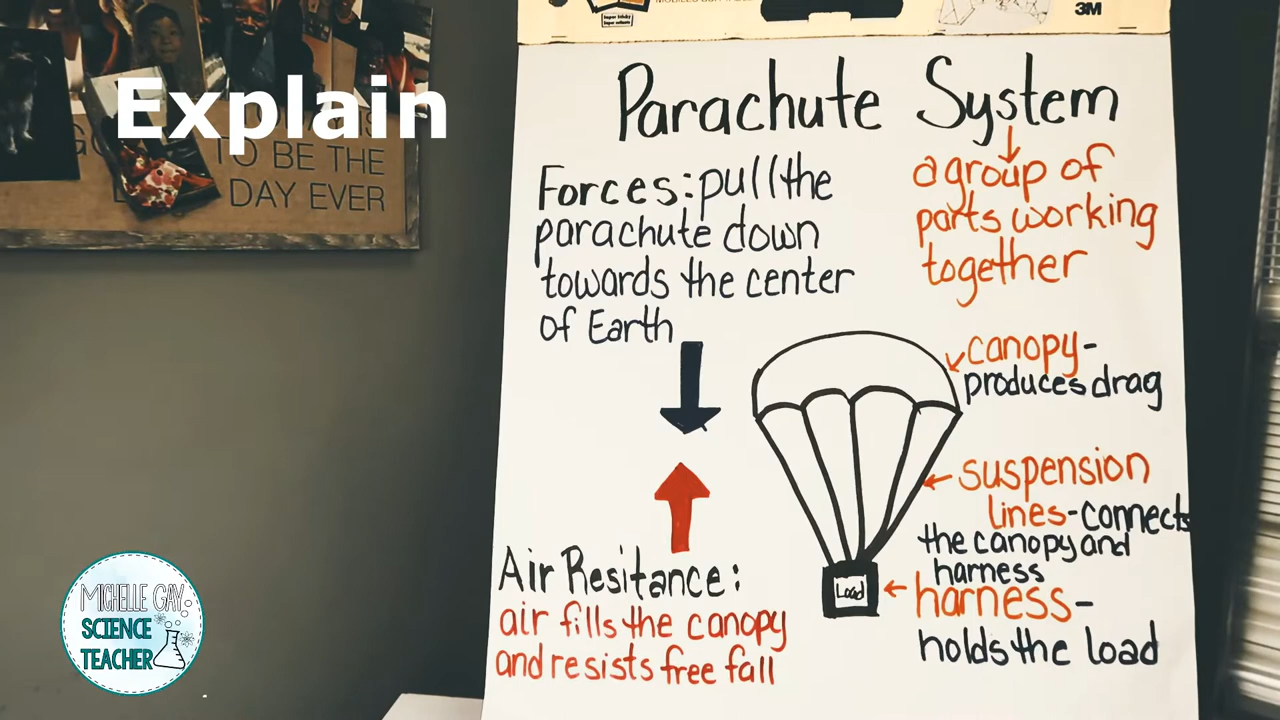 Explain
TO BE THE
DAY EVER
MICHELLE GAY
SCIENCE
TEACHER
Super Sticky
3M
Parachute System
Forces: pull the
parachute down
towards the center
of Earth
a group of
parts working
together
canopy-
produces drag
suspension
lines-connects
the canopy and
harness
harness-
holds the load
Load
Air Resitance:
air fills the canopy
and resists free fall